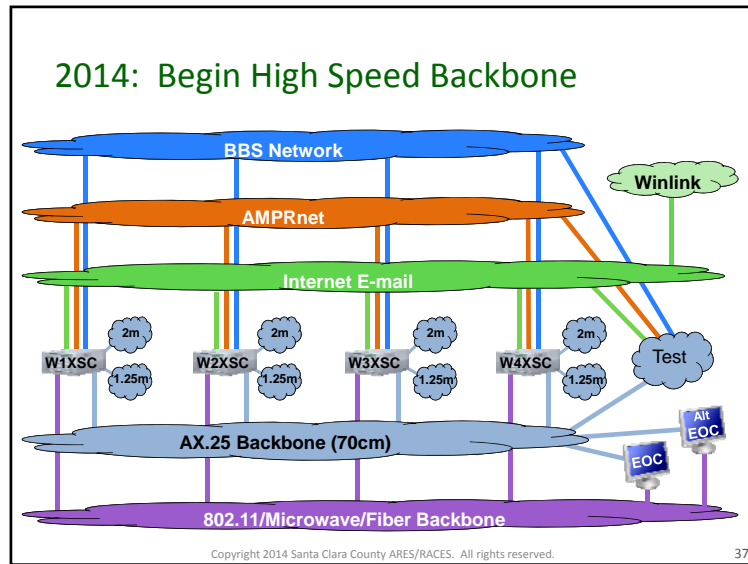 2014: Begin High Speed Backbone
BBS Network
Winlink
AMPRnet
Internet E-mail
2m
2m
2m
2m
W1XSC
W2XSC
W3XSC
W4XSC
Test
1.25m
1.25m
1.25m
1.25m
Alt
EOC
AX.25 Backbone (70cm)
EOC
802.11/Microwave/Fiber Backbone
Copyright 2014 Santa Clara County ARES/RACES. All rights reserved.
37